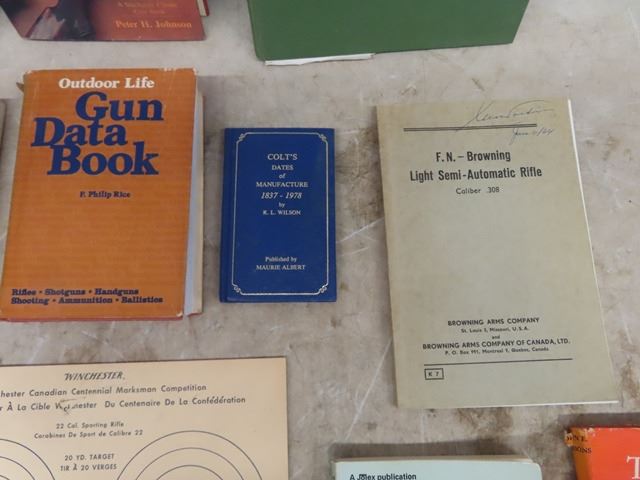 Peter H. Johnson
Outdoor Life
Gun
Data
Book
F. Philip Rice
Rifles • Shotguns • Handguns
Shooting • Ammunition • Ballistics
COLT'S
DATES
of
MANUFACTURE
1837 - 1978
by
R. L. WILSON
Published by
MAURIE ALBERT
F.N. – Browning
Light Semi-Automatic Rifle
Caliber .308
BROWNING ARMS COMPANY
St. Louis 3, Missouri, U.S.A.
and
BROWNING ARMS COMPANY OF CANADA, LTD.
P. O. Box 991, Montreal 1, Quebec, Canada
K 7
WINCHESTER
Canadian Centennial Marksman Competition
À La Cible Winchester Du Centenaire De La Confédération
22 Cal. Sporting Rifle
Carabines De Sport de Calibre 22
20 YD. TARGET
TIR À 20 VERGES
A Jolex publication